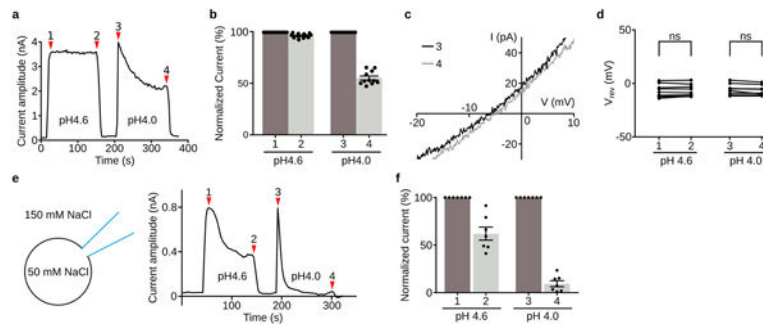 a
Current amplitude (nA)
4
3
2
1
0
1
2
3
4
pH4.6
pH4.0
0
100
200
300
400
Time (s)
b
Normalized Current (%)
100
50
0
1
2
3
4
pH4.6
pH4.0
c
I (pA)
3
4
40
20
V (mV)
-20
-10
0
10
-20
d
V_rev (mV)
50
0
-50
ns
ns
1
2
3
4
pH 4.6
pH 4.0
e
150 mM NaCl
50 mM NaCl
Current amplitude (nA)
0.8
0.4
0
1
2
3
4
pH4.6
pH4.0
0
100
200
300
400
Time (s)
f
Normalized current (%)
100
50
0
1
2
3
4
pH 4.6
pH 4.0